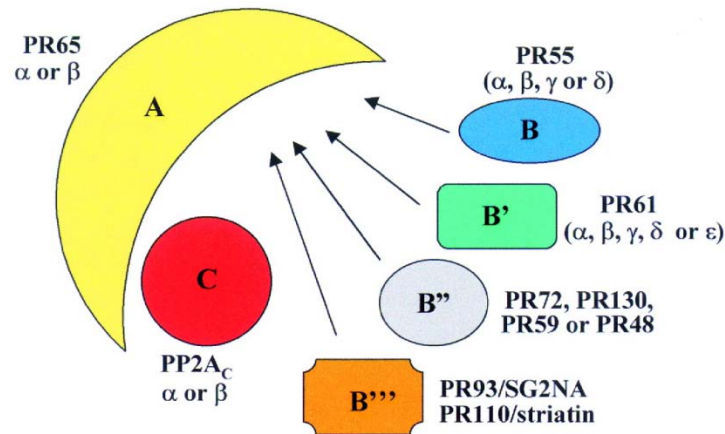 PR65
α or β
A
PR55
(α, β, γ or δ)
B
B’
PR61
(α, β, γ, δ or ε)
C
B”
PR72, PR130,
PR59 or PR48
PP2A_C
α or β
B’’’
PR93/SG2NA
PR110/striatin